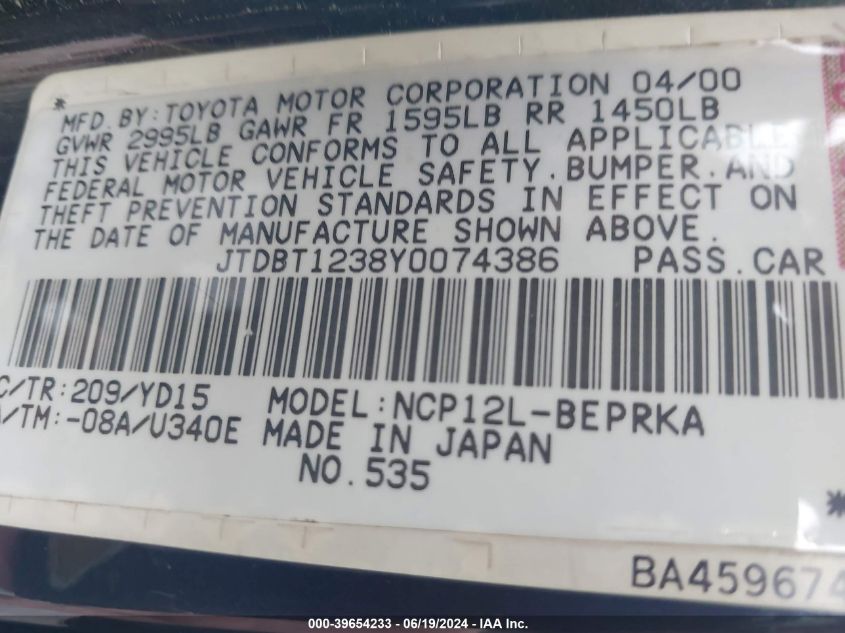 MFD. BY: TOYOTA MOTOR CORPORATION 04/00
GVWR 2995LB GAWR FR 1595LB RR 1450LB
THIS VEHICLE CONFORMS TO ALL APPLICABLE
FEDERAL MOTOR VEHICLE SAFETY. BUMPER. AND
THEFT PREVENTION STANDARDS IN EFFECT ON
THE DATE OF MANUFACTURE SHOWN ABOVE.
JTDBT1238Y0074386 PASS. CAR
C/TR: 209/YD15 MODEL: NCP12L-BEPRKA
A/TM: -08A/U340E MADE IN JAPAN
NO. 535
BA459674
000-39654233 - 06/19/2024 - IAA Inc.